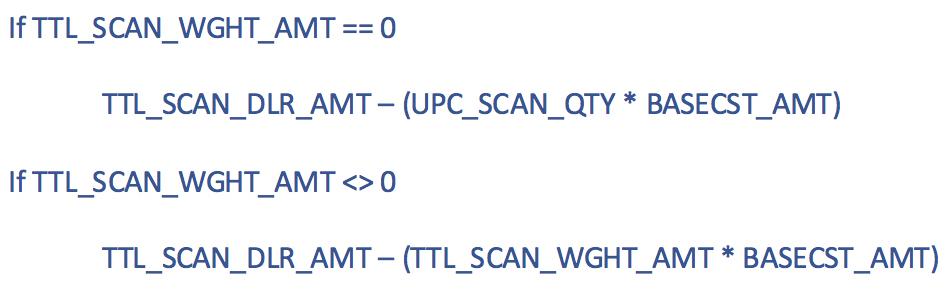 If TTL_SCAN_WGHT_AMT == 0
TTL_SCAN_DLR_AMT – (UPC_SCAN_QTY * BASECST_AMT)
If TTL_SCAN_WGHT_AMT <> 0
TTL_SCAN_DLR_AMT – (TTL_SCAN_WGHT_AMT * BASECST_AMT)